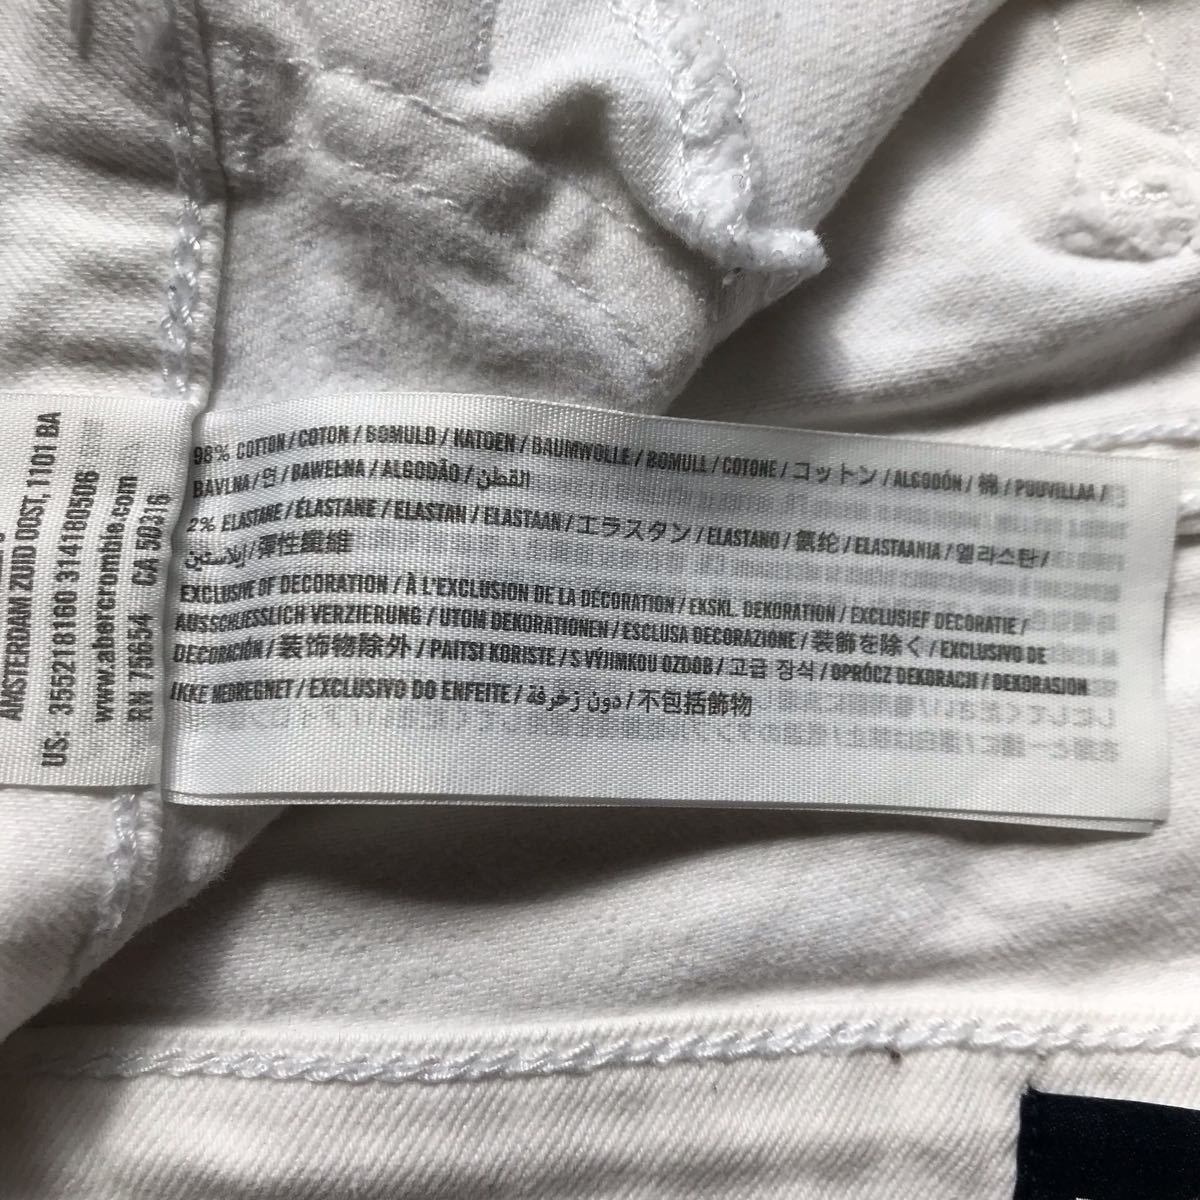 AMSTERDAM ZUID OOST, 1101 BA
US: 355218160 314180506
www.abercrombie.com
RN 75654 CA 50316
98% COTTON / COTON / BOMULD / KATOEN / BAUMWOLLE / BOMULL / COTONE / コットン / ALGODÓN / 棉 / PUUVILLAA /
BAVLNA / 면 / BAWEŁNA / ALGODÃO / القطن
2% ELASTANE / ÉLASTANE / ELASTAN / ELASTAAN / エラスタン / ELASTANO / 氨纶 / ELASTAANIA / 엘라스탄 /
إيلاستين / 彈性纖維
EXCLUSIVE OF DECORATION / À L'EXCLUSION DE LA DÉCORATION / EKSKL. DEKORATION / EXCLUSIEF DECORATIE /
AUSSCHLIESSLICH VERZIERUNG / UTOM DEKORATIONEN / ESCLUSA DECORAZIONE / 装飾を除く / EXCLUSIVO DE
DECORACIÓN / 装饰物除外 / PAITSI KORISTE / S VÝJIMKOU OZDOB / 고급 장식 / OPRÓCZ DEKORACJI / DEKORASJON
IKKE MEDREGNET / EXCLUSIVO DO ENFEITE / دون زخرفة / 不包括飾物